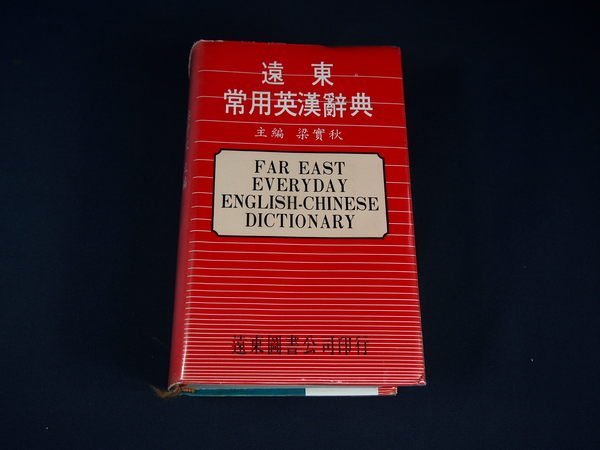 遠東
常用英漢辭典
主編 梁實秋
FAR EAST
EVERYDAY
ENGLISH-CHINESE
DICTIONARY
遠東圖書公司印行